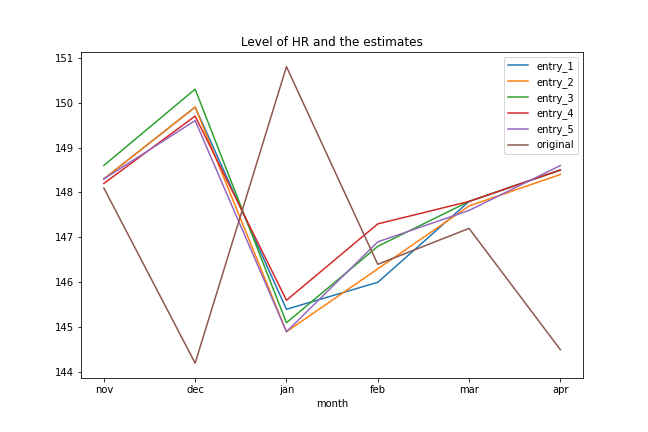 Level of HR and the estimates
151
150
149
148
147
146
145
144
entry_1
entry_2
entry_3
entry_4
entry_5
original
nov dec jan feb mar apr
month